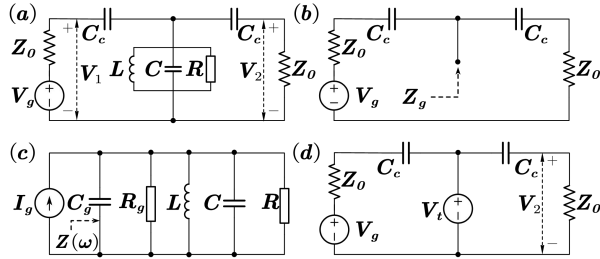 (a)
C_c
C_c
+
+
Z_0
V_1
L
C
R
V_2
Z_0
V_g
+
−
−
−
(b)
C_c
C_c
Z_0
Z_0
V_g
+
−
Z_g
(c)
I_g
C_g
R_g
L
C
R
Z(ω)
(d)
C_c
C_c
+
Z_0
V_t
+
−
V_2
Z_0
V_g
+
−
−